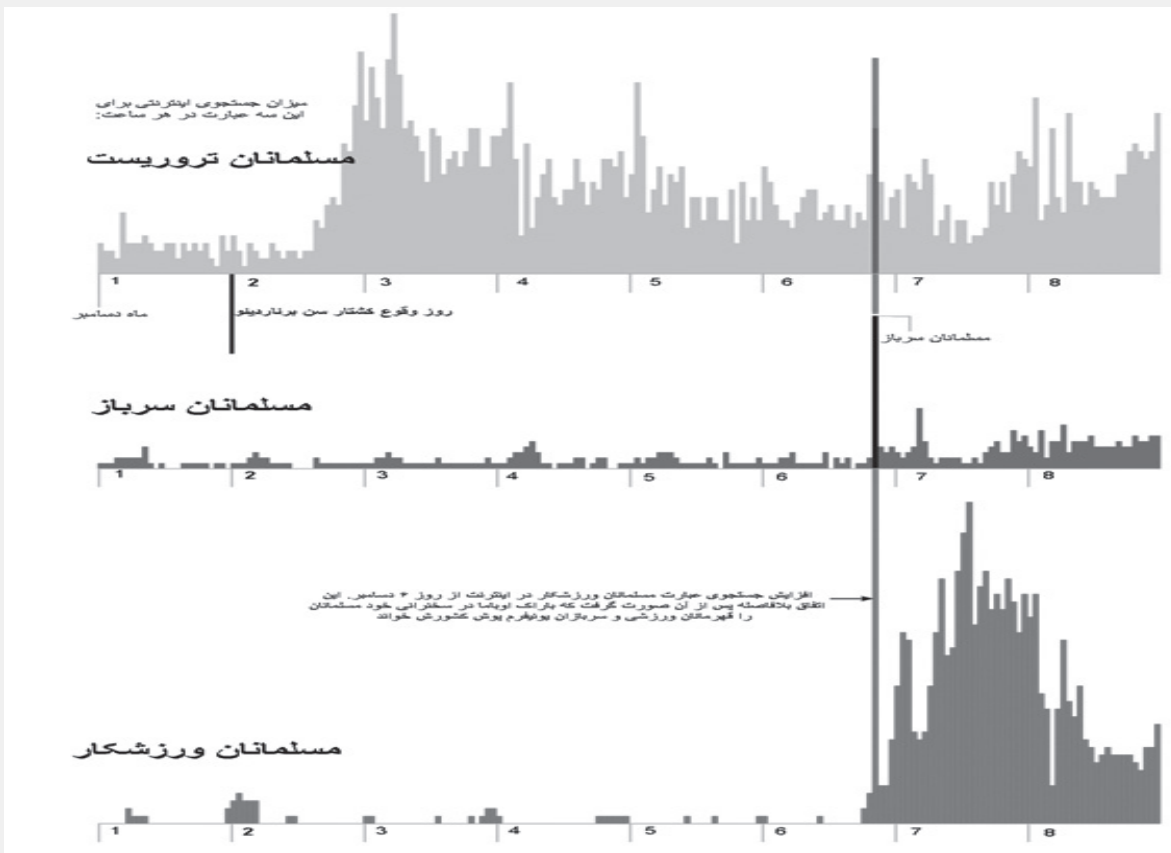 میزان جستجوی اینترنتی برای
این سه عبارت در هر ساعت:
مسلمانان تروریست
1 2 3 4 5 6 7 8
ماه دسامبر
روز وقوع کشتار سن برناردینو
مسلمانان سرباز
مسلمانان سرباز
1 2 3 4 5 6 7 8
افزایش جستجوی عبارت مسلمانان ورزشکار در اینترنت از روز ۶ دسامبر. این
اتفاق بلافاصله پس از آن صورت گرفت که باراک اوباما در سخنرانی خود مسلمانان
را قهرمانان ورزشی و سربازان یونیفرم پوش کشورش خواند
مسلمانان ورزشکار
1 2 3 4 5 6 7 8